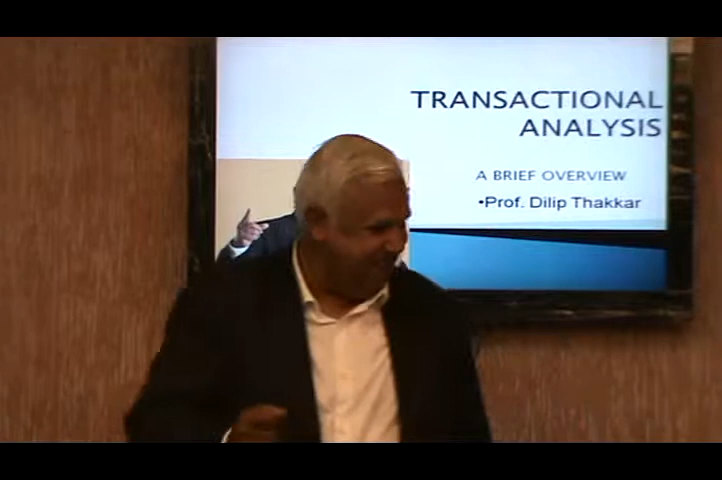 TRANSACTIONAL
ANALYSIS
A BRIEF OVERVIEW
•Prof. Dilip Thakkar